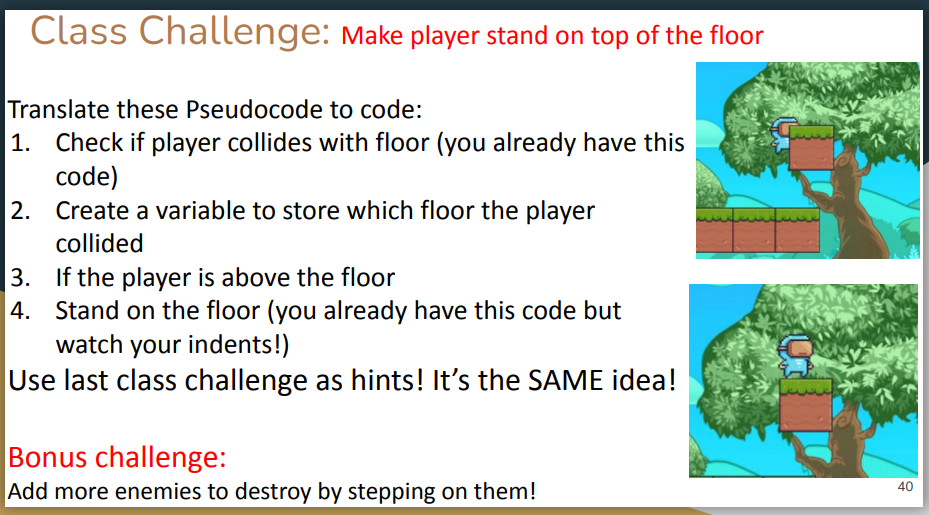 Class Challenge: Make player stand on top of the floor
Translate these Pseudocode to code:
1. Check if player collides with floor (you already have this
code)
2. Create a variable to store which floor the player
collided
3. If the player is above the floor
4. Stand on the floor (you already have this code but
watch your indents!)
Use last class challenge as hints! It’s the SAME idea!
Bonus challenge:
Add more enemies to destroy by stepping on them!
40